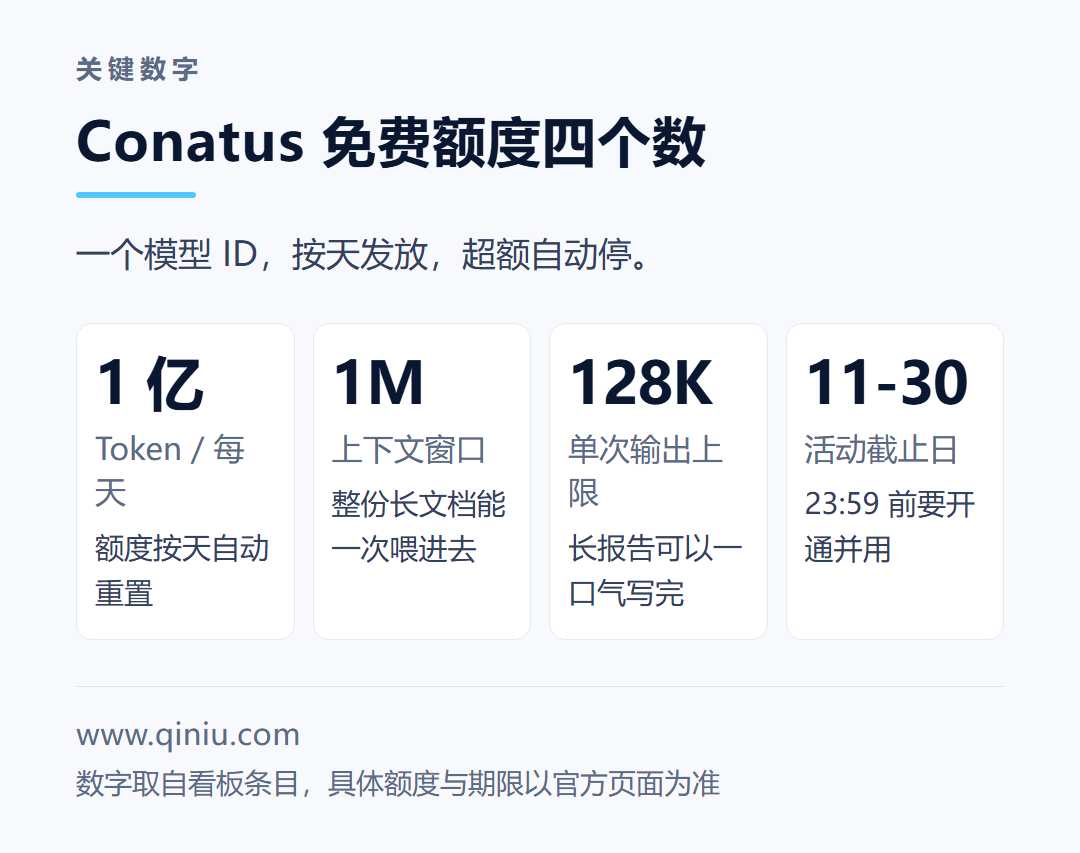 关键数字
Conatus 免费额度四个数
一个模型 ID，按天发放，超额自动停。
1 亿
Token / 每
天
额度按天自动
重置
1M
上下文窗口
整份长文档能
一次喂进去
128K
单次输出上
限
长报告可以一
口气写完
11-30
活动截止日
23:59 前要开
通并用
www.qiniu.com
数字取自看板条目，具体额度与期限以官方页面为准